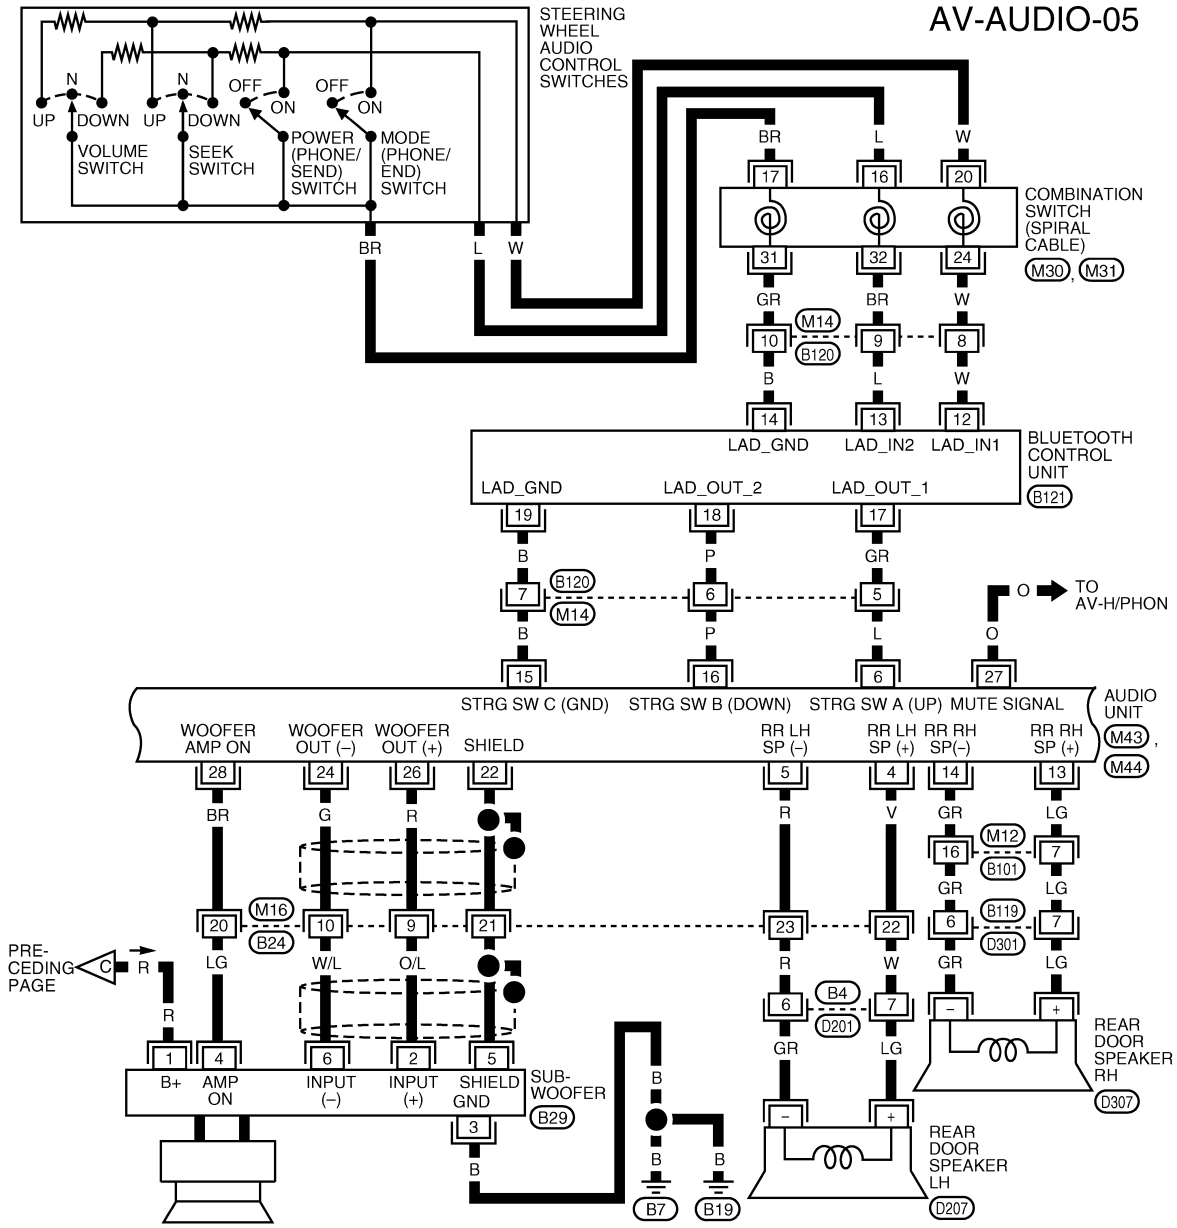 AV-AUDIO-05
STEERING
WHEEL
AUDIO
CONTROL
SWITCHES
N N OFF OFF
ON ON
UP DOWN UP DOWN
VOLUME
SWITCH
SEEK
SWITCH
POWER
(PHONE/
SEND)
SWITCH
MODE
(PHONE/
END)
SWITCH
BR L W
BR L W
17 16 20
COMBINATION
SWITCH
(SPIRAL
CABLE)
M30 , M31
31 32 24
GR BR W
M14
10 9 8
B120
B L W
14 13 12
LAD_GND LAD_IN2 LAD_IN1
BLUETOOTH
CONTROL
UNIT
B121
LAD_GND LAD_OUT_2 LAD_OUT_1
19 18 17
B P GR
B120
7 6 5
M14
B P L
O TO
AV-H/PHON
O
15 16 6 27
STRG SW C (GND) STRG SW B (DOWN) STRG SW A (UP) MUTE SIGNAL
AUDIO
UNIT
M43 ,
M44
WOOFER
AMP ON
WOOFER
OUT (–)
WOOFER
OUT (+)
SHIELD
RR LH
SP (–)
RR LH
SP (+)
RR RH
SP(–)
RR RH
SP (+)
28 24 26 22 5 4 14 13
BR G R R V GR LG
M12
16 7
B101
GR LG
M16
20 10 9 21 23 22
B24
B119
6 7
D301
LG W/L O/L R W GR LG
PRE-
CEDING
PAGE
C R
R
B4
6 7
D201
GR LG
– +
REAR
DOOR
SPEAKER
RH
D307
1 4 6 2 5
B+
AMP
ON
INPUT
(–)
INPUT
(+)
SHIELD
GND
SUB-
WOOFER
B29
3
B
B
B B
B7 B19
– +
REAR
DOOR
SPEAKER
LH
D207